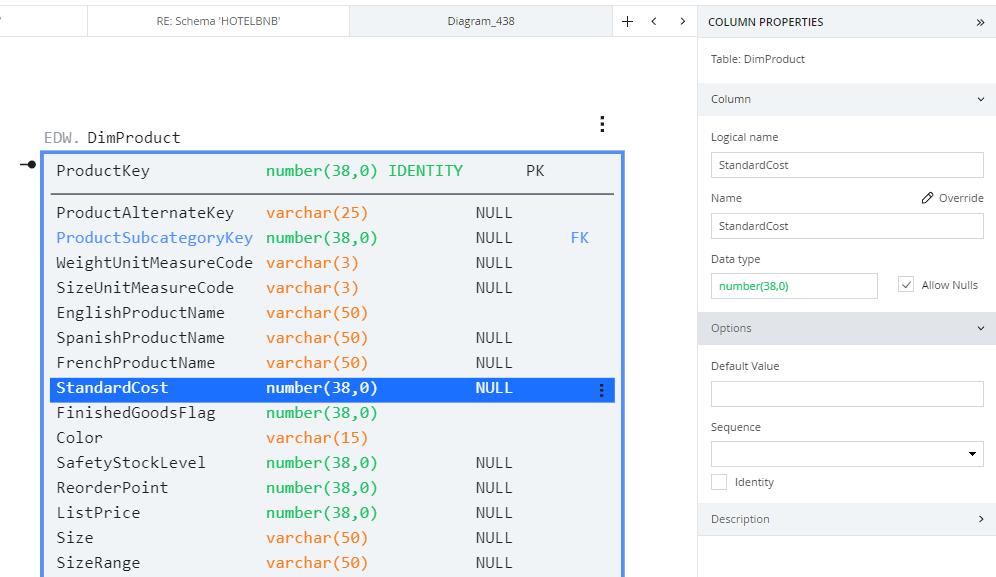 RE: Schema 'HOTELBNB' Diagram_438
EDW. DimProduct
ProductKey number(38,0) IDENTITY PK
ProductAlternateKey varchar(25) NULL
ProductSubcategoryKey number(38,0) NULL FK
WeightUnitMeasureCode varchar(3) NULL
SizeUnitMeasureCode varchar(3) NULL
EnglishProductName varchar(50)
SpanishProductName varchar(50) NULL
FrenchProductName varchar(50) NULL
StandardCost number(38,0) NULL
FinishedGoodsFlag number(38,0)
Color varchar(15)
SafetyStockLevel number(38,0) NULL
ReorderPoint number(38,0) NULL
ListPrice number(38,0) NULL
Size varchar(50) NULL
SizeRange varchar(50) NULL
COLUMN PROPERTIES
Table: DimProduct
Column
Logical name
StandardCost
Name Override
StandardCost
Data type
number(38,0) Allow Nulls
Options
Default Value
Sequence
Identity
Description